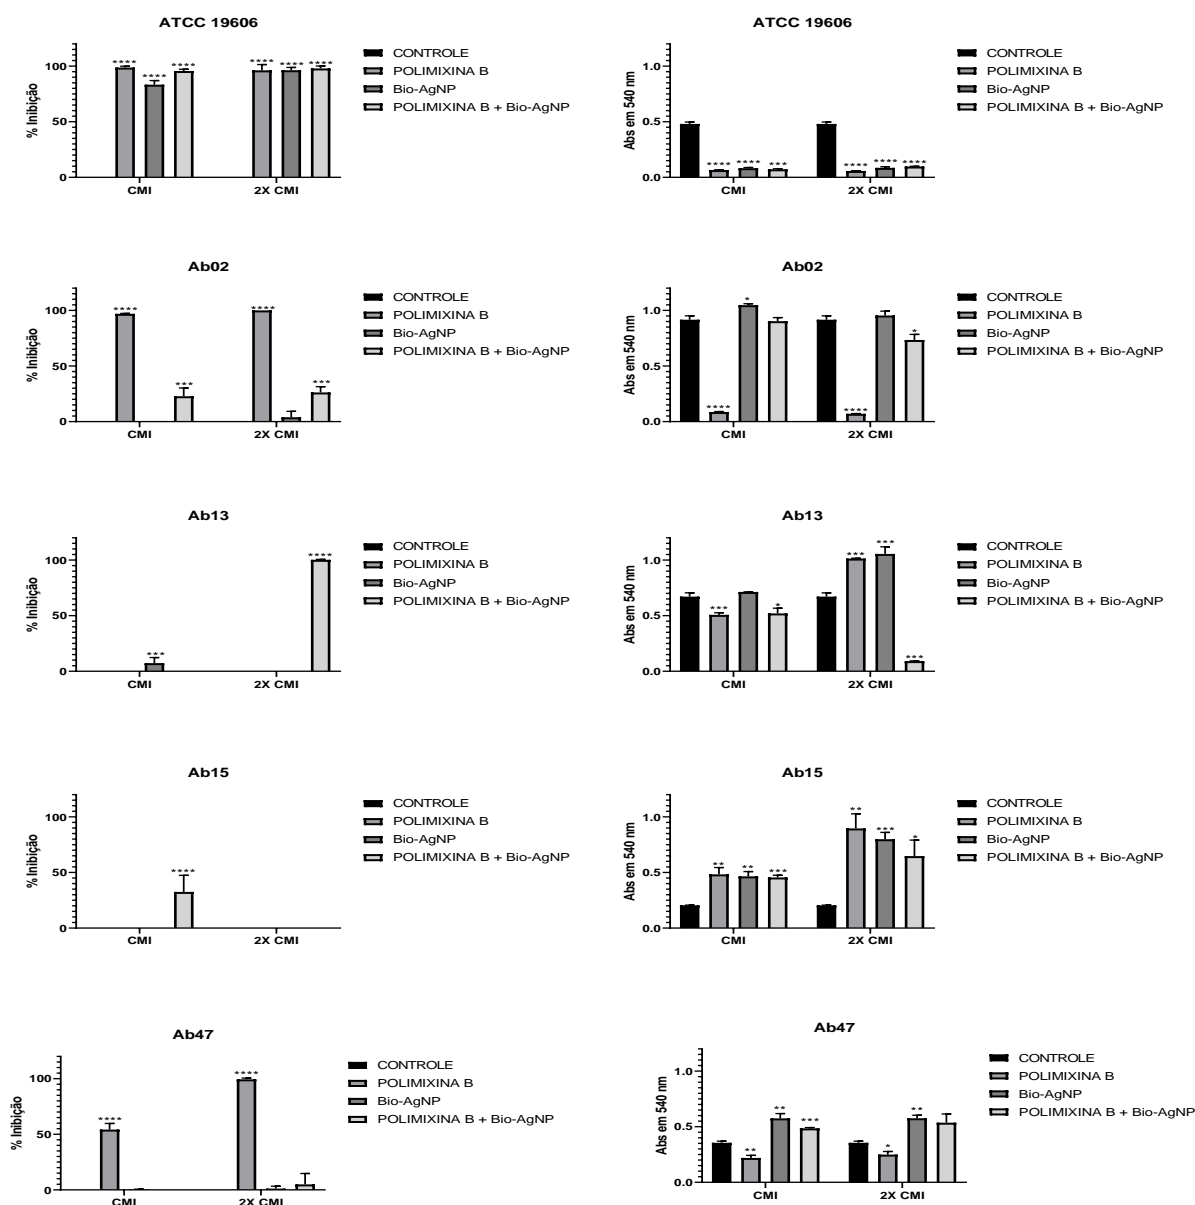 ATCC 19606
% Inibição
100
50
0
**** **** **** **** **** ****
CMI 2X CMI
CONTROLE
POLIMIXINA B
Bio-AgNP
POLIMIXINA B + Bio-AgNP
ATCC 19606
Abs em 540 nm
1.0
0.5
0.0
**** **** *** **** **** ****
CMI 2X CMI
CONTROLE
POLIMIXINA B
Bio-AgNP
POLIMIXINA B + Bio-AgNP
Ab02
% Inibição
100
50
0
**** *** **** ***
CMI 2X CMI
CONTROLE
POLIMIXINA B
Bio-AgNP
POLIMIXINA B + Bio-AgNP
Ab02
Abs em 540 nm
1.0
0.5
0.0
**** * **** *
CMI 2X CMI
CONTROLE
POLIMIXINA B
Bio-AgNP
POLIMIXINA B + Bio-AgNP
Ab13
% Inibição
100
50
0
*** ****
CMI 2X CMI
CONTROLE
POLIMIXINA B
Bio-AgNP
POLIMIXINA B + Bio-AgNP
Ab13
Abs em 540 nm
1.0
0.5
0.0
*** * *** *** ***
CMI 2X CMI
CONTROLE
POLIMIXINA B
Bio-AgNP
POLIMIXINA B + Bio-AgNP
Ab15
% Inibição
100
50
0
****
CMI 2X CMI
CONTROLE
POLIMIXINA B
Bio-AgNP
POLIMIXINA B + Bio-AgNP
Ab15
Abs em 540 nm
1.0
0.5
0.0
** ** *** ** *** *
CMI 2X CMI
CONTROLE
POLIMIXINA B
Bio-AgNP
POLIMIXINA B + Bio-AgNP
Ab47
% Inibição
100
50
0
**** ****
CMI 2X CMI
CONTROLE
POLIMIXINA B
Bio-AgNP
POLIMIXINA B + Bio-AgNP
Ab47
Abs em 540 nm
1.0
0.5
0.0
** ** *** * **
CMI 2X CMI
CONTROLE
POLIMIXINA B
Bio-AgNP
POLIMIXINA B + Bio-AgNP